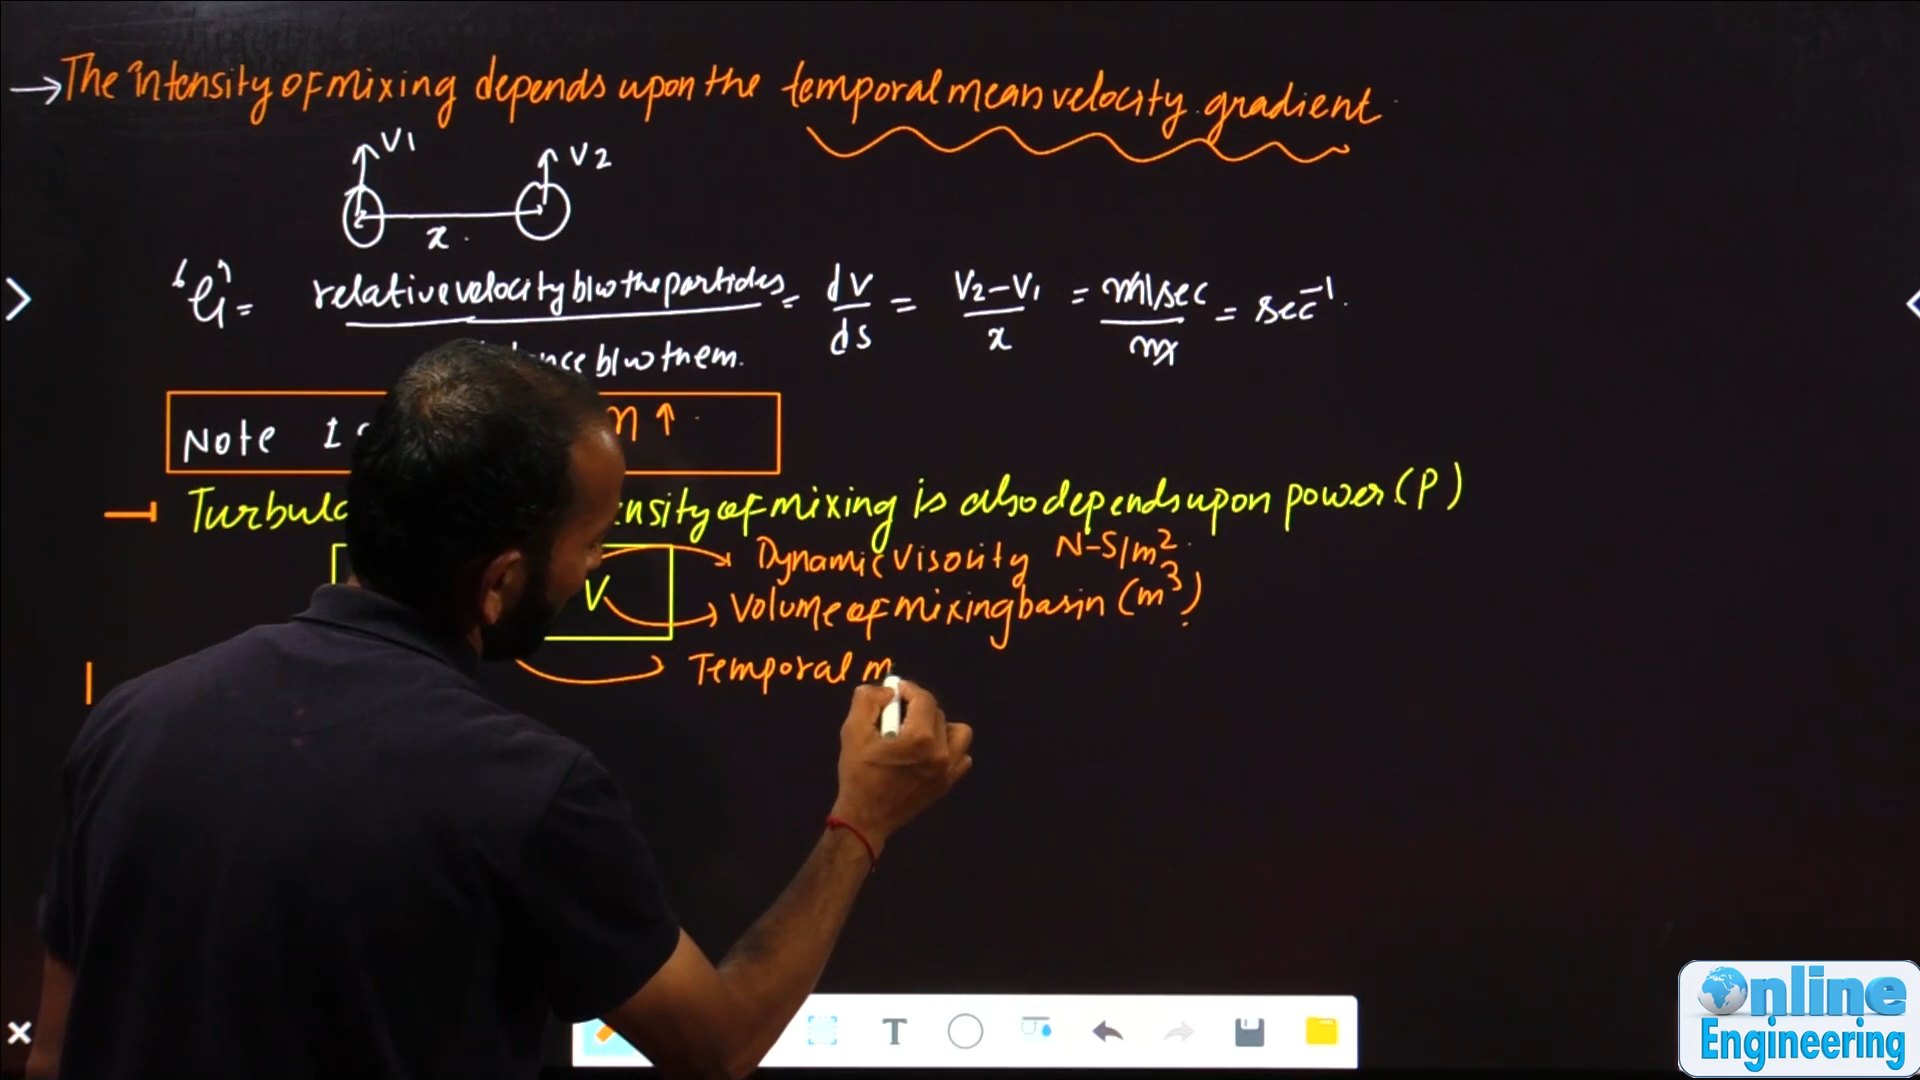 →The intensity of mixing depends upon the temporal mean velocity gradient
V1 V2
x
'G' = relative velocity b/w the particles = dv = V2-V1 = m/sec = sec⁻¹
b/w them. ds x m
Note ↑
Turbul of mixing is also depends upon power (P)
Dynamic Visosity N-S/m²
V Volume of mixing basin (m³)
Temporal m
T
Online
Engineering